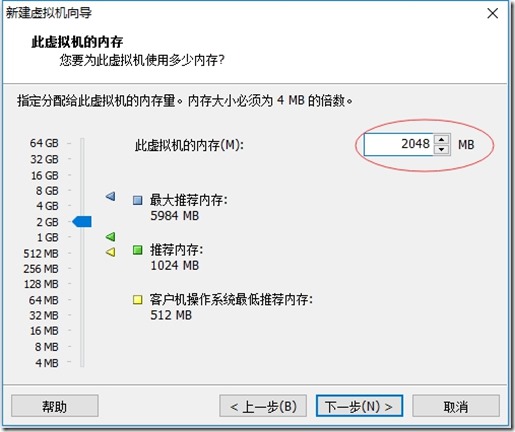 新建虚拟机向导
此虚拟机的内存
您要为此虚拟机使用多少内存?
指定分配给此虚拟机的内存量。内存大小必须为 4 MB 的倍数。
64 GB
32 GB
16 GB
8 GB
4 GB
2 GB
1 GB
512 MB
256 MB
128 MB
64 MB
32 MB
16 MB
8 MB
4 MB
此虚拟机的内存(M):
2048 MB
最大推荐内存:
5984 MB
推荐内存:
1024 MB
客户机操作系统最低推荐内存:
512 MB
帮助
< 上一步(B)
下一步(N) >
取消